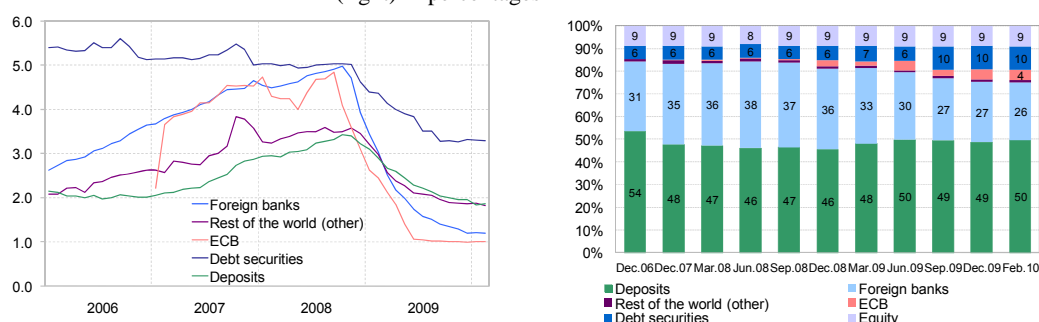 (right) in percentages
6.0
5.0
4.0
3.0
2.0
1.0
0.0
Foreign banks
Rest of the world (other)
ECB
Debt securities
Deposits
2006 2007 2008 2009
100%
90%
80%
70%
60%
50%
40%
30%
20%
10%
0%
9 9 9 8 9 9 9 9 9 9 9
6 6 6 6 6 6 7 6 10 10 10
4
31 35 36 38 37 36 33 30 27 27 26
54 48 47 46 47 46 48 50 49 49 50
Dec.06 Dec.07 Mar.08 Jun.08 Sep.08 Dec.08 Mar.09 Jun.09 Sep.09 Dec.09 Feb.10
Deposits Foreign banks
Rest of the world (other) ECB
Debt securities Equity